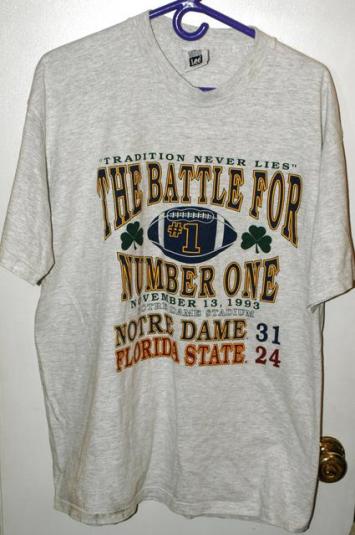 Lee
"TRADITION NEVER LIES"
THE BATTLE FOR
#1
NUMBER ONE
NOVEMBER 13, 1993
NOTRE DAME STADIUM
NOTRE DAME 31
FLORIDA STATE 24